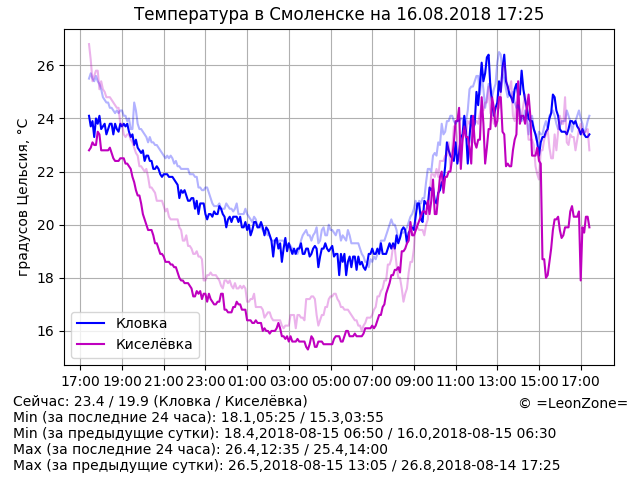 Температура в Смоленске на 16.08.2018 17:25
градусов Цельсия, °C
26
24
22
20
18
16
Кловка
Киселёвка
17:00 19:00 21:00 23:00 01:00 03:00 05:00 07:00 09:00 11:00 13:00 15:00 17:00
Сейчас: 23.4 / 19.9 (Кловка / Киселёвка)
© =LeonZone=
Min (за последние 24 часа): 18.1,05:25 / 15.3,03:55
Min (за предыдущие сутки): 18.4,2018-08-15 06:50 / 16.0,2018-08-15 06:30
Max (за последние 24 часа): 26.4,12:35 / 25.4,14:00
Max (за предыдущие сутки): 26.5,2018-08-15 13:05 / 26.8,2018-08-14 17:25